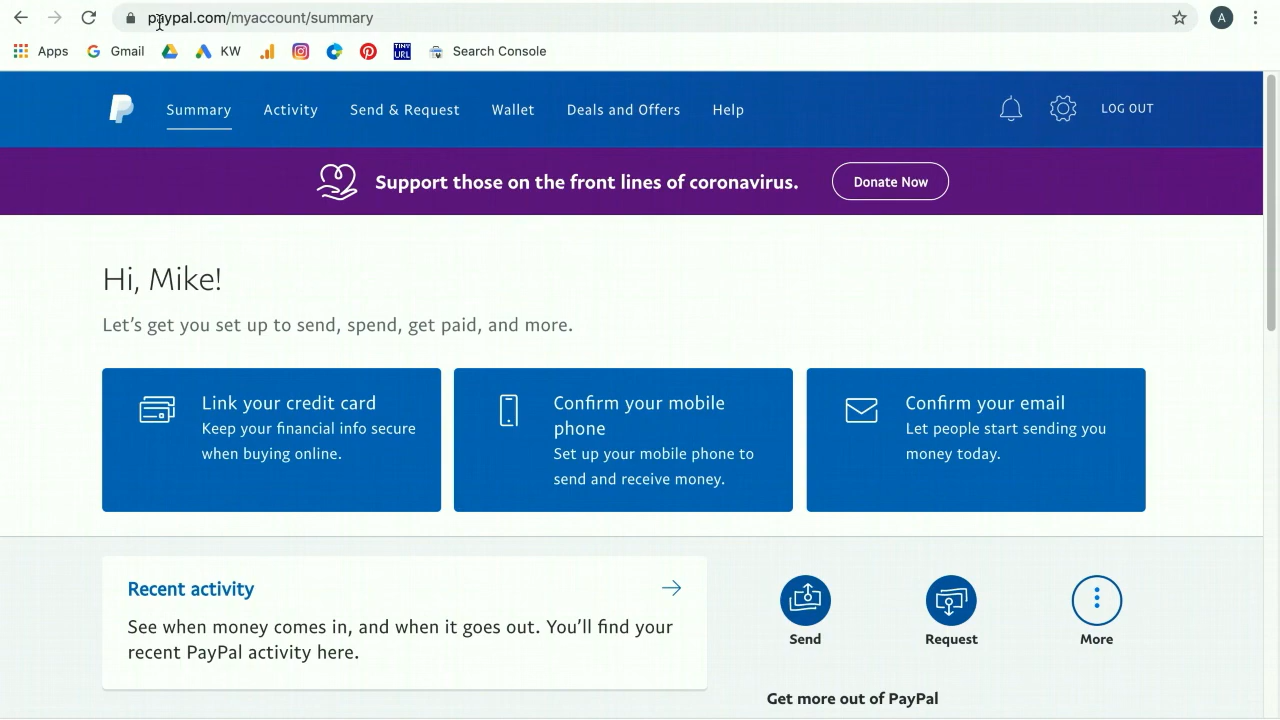 paypal.com/myaccount/summary
A
Apps Gmail KW TINY URL Search Console
Summary Activity Send & Request Wallet Deals and Offers Help LOG OUT
Support those on the front lines of coronavirus. Donate Now
Hi, Mike!
Let's get you set up to send, spend, get paid, and more.
Link your credit card
Keep your financial info secure
when buying online.
Confirm your mobile
phone
Set up your mobile phone to
send and receive money.
Confirm your email
Let people start sending you
money today.
Recent activity
See when money comes in, and when it goes out. You'll find your
recent PayPal activity here.
Send Request More
Get more out of PayPal